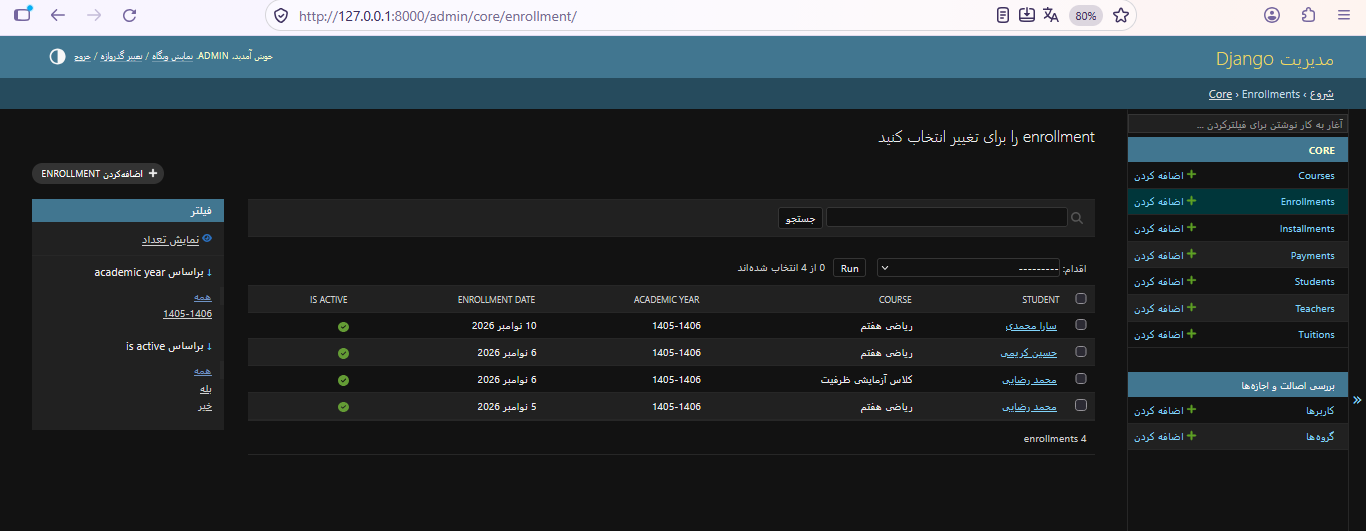 http://127.0.0.1:8000/admin/core/enrollment/
80%
مدیریت Django
خوش آمدید، ADMIN. نمایش وبگاه / تغییر گذرواژه / خروج
شروع › Core › Enrollments
آغاز به کار نوشتن برای فیلترکردن ...
CORE
Courses
اضافه کردن
Enrollments
اضافه کردن
Installments
اضافه کردن
Payments
اضافه کردن
Students
اضافه کردن
Teachers
اضافه کردن
Tuitions
اضافه کردن
بررسی اصالت و اجازه‌ها
کاربرها
اضافه کردن
گروه‌ها
اضافه کردن
»
enrollment را برای تغییر انتخاب کنید
اضافه‌کردن ENROLLMENT
جستجو
اقدام: ---------
Run
0 از 4 انتخاب شده‌اند
STUDENT COURSE ACADEMIC YEAR ENROLLMENT DATE IS ACTIVE
سارا محمدی ریاضی هفتم 1405-1406 10 نوامبر 2026
حسین کریمی ریاضی هفتم 1405-1406 6 نوامبر 2026
محمد رضایی کلاس آزمایشی ظرفیت 1405-1406 6 نوامبر 2026
محمد رضایی ریاضی هفتم 1405-1406 5 نوامبر 2026
4 enrollments
فیلتر
نمایش تعداد
↓ براساس academic year
همه
1405-1406
↓ براساس is active
همه
بله
خیر